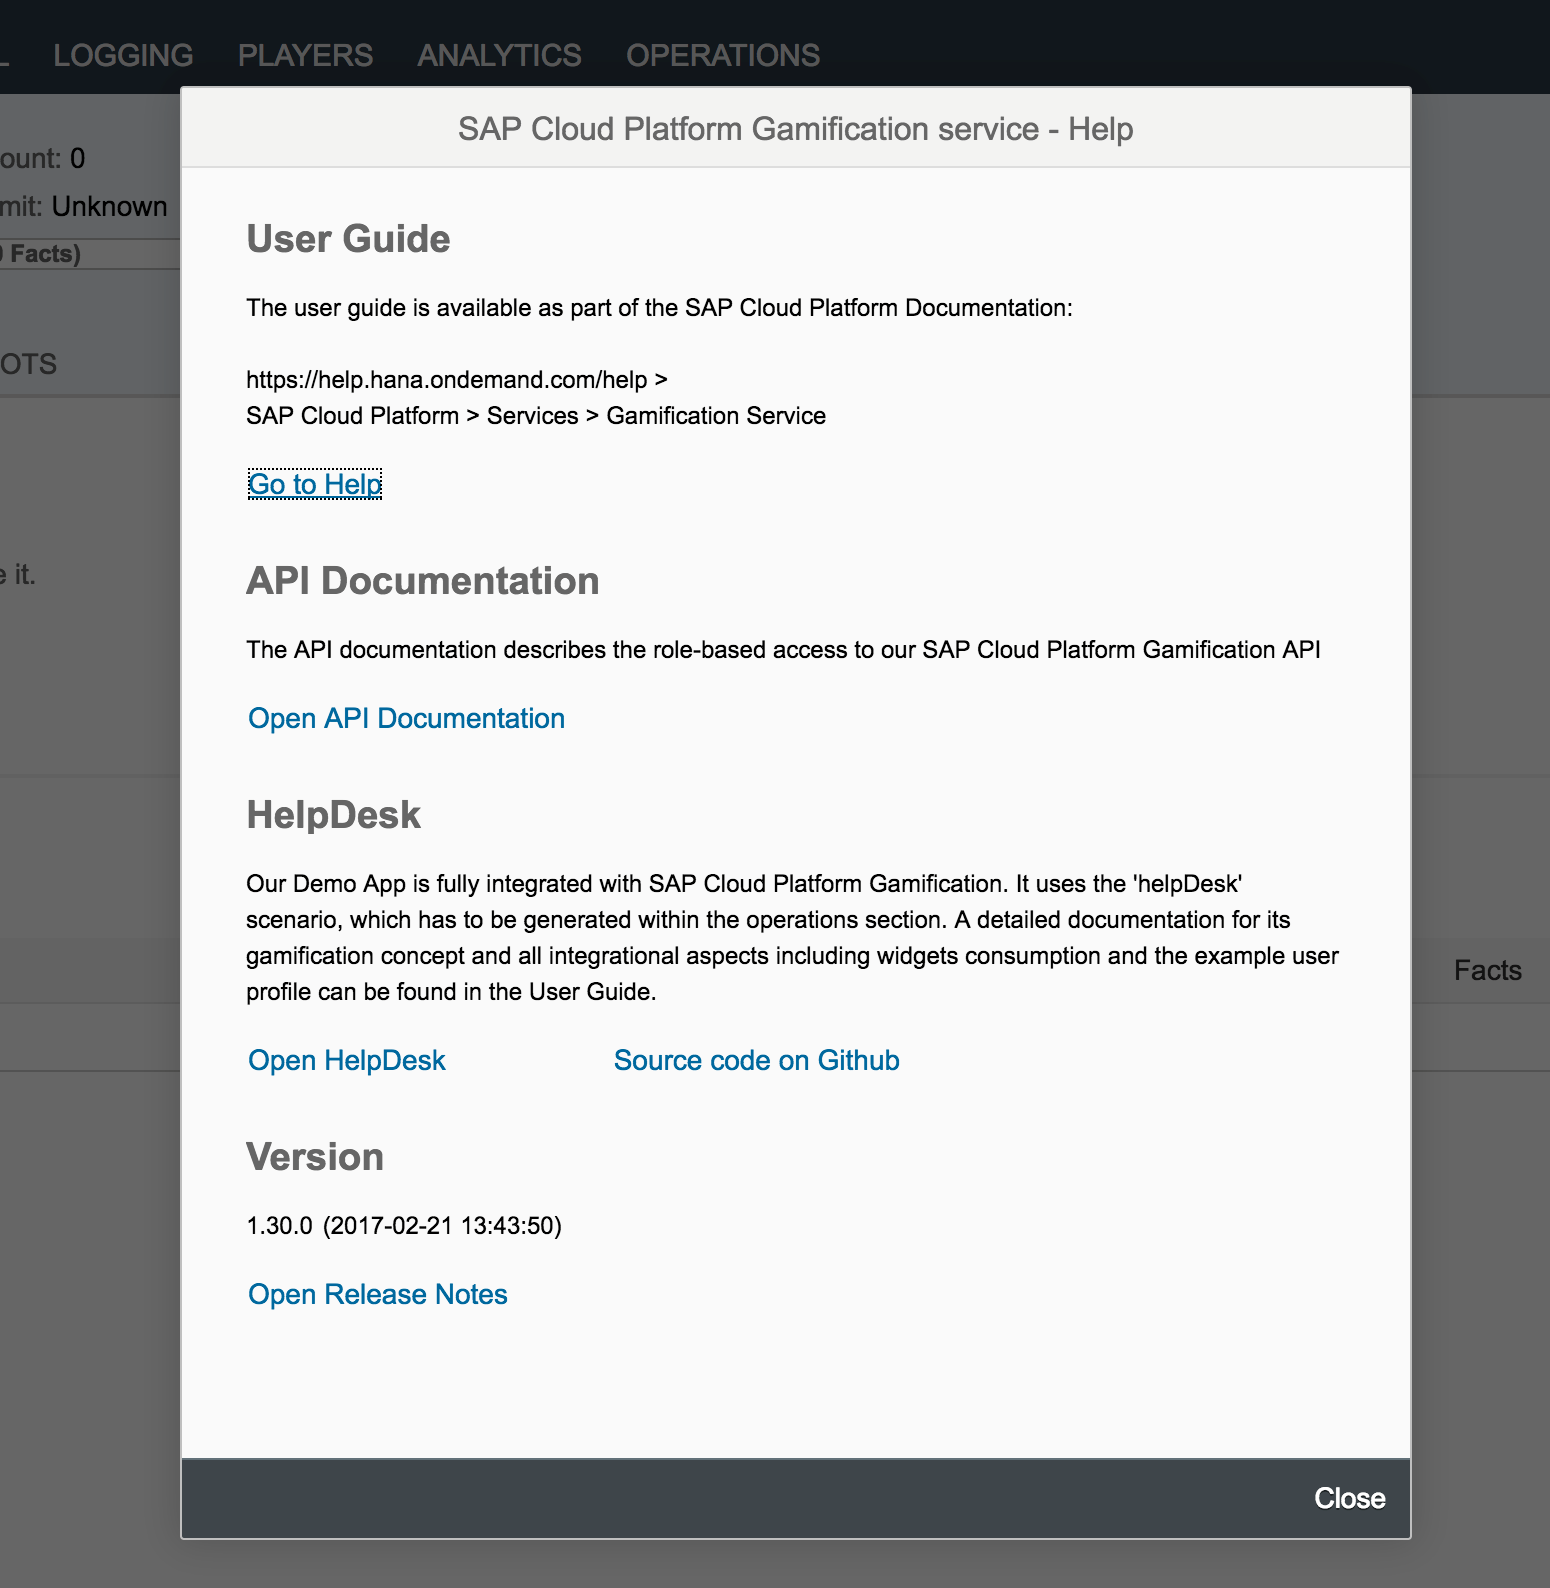 LOGGING PLAYERS ANALYTICS OPERATIONS
SAP Cloud Platform Gamification service - Help
ount: 0
mit: Unknown
Facts)
OTS
e it.
User Guide
The user guide is available as part of the SAP Cloud Platform Documentation:
https://help.hana.ondemand.com/help >
SAP Cloud Platform > Services > Gamification Service
Go to Help
API Documentation
The API documentation describes the role-based access to our SAP Cloud Platform Gamification API
Open API Documentation
HelpDesk
Our Demo App is fully integrated with SAP Cloud Platform Gamification. It uses the 'helpDesk'
scenario, which has to be generated within the operations section. A detailed documentation for its
gamification concept and all integrational aspects including widgets consumption and the example user
profile can be found in the User Guide.
Facts
Open HelpDesk Source code on Github
Version
1.30.0 (2017-02-21 13:43:50)
Open Release Notes
Close